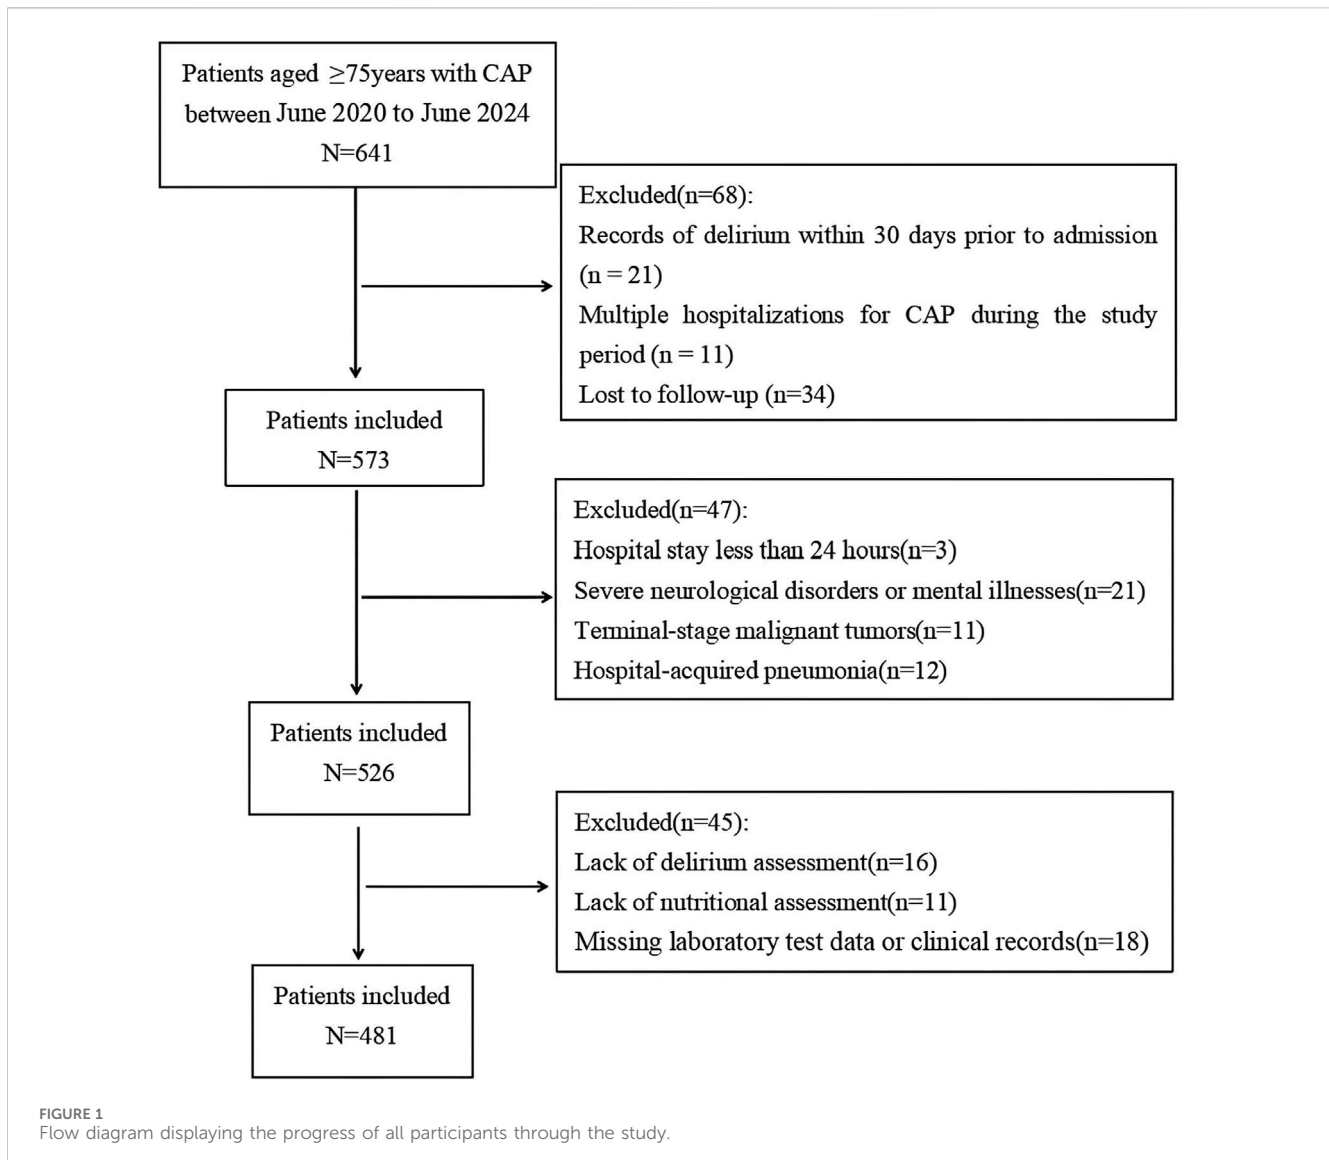 Patients aged ≥75years with CAP
between June 2020 to June 2024
N=641
Excluded(n=68):
Records of delirium within 30 days prior to admission
(n = 21)
Multiple hospitalizations for CAP during the study
period (n = 11)
Lost to follow-up (n=34)
Patients included
N=573
Excluded(n=47):
Hospital stay less than 24 hours(n=3)
Severe neurological disorders or mental illnesses(n=21)
Terminal-stage malignant tumors(n=11)
Hospital-acquired pneumonia(n=12)
Patients included
N=526
Excluded(n=45):
Lack of delirium assessment(n=16)
Lack of nutritional assessment(n=11)
Missing laboratory test data or clinical records(n=18)
Patients included
N=481
FIGURE 1
Flow diagram displaying the progress of all participants through the study.